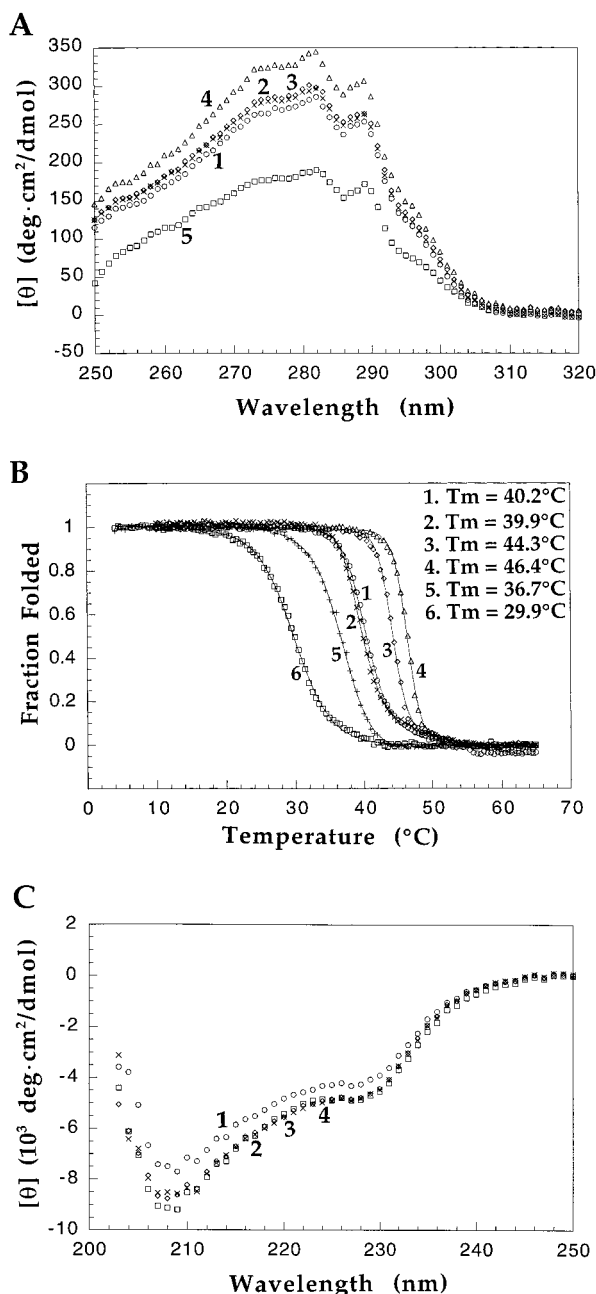 A
350
300
250
200
150
100
50
0
-50
4
2
3
1
5
[θ] (deg·cm²/dmol)
250 260 270 280 290 300 310 320
Wavelength (nm)
B
1. Tm = 40.2°C
2. Tm = 39.9°C
3. Tm = 44.3°C
4. Tm = 46.4°C
5. Tm = 36.7°C
6. Tm = 29.9°C
1
0.8
0.6
0.4
0.2
0
1
2
3
4
5
6
Fraction Folded
0 10 20 30 40 50 60 70
Temperature (°C)
C
2
0
-2
-4
-6
-8
-10
1
2
3
4
[θ] (10³ deg·cm²/dmol)
200 210 220 230 240 250
Wavelength (nm)